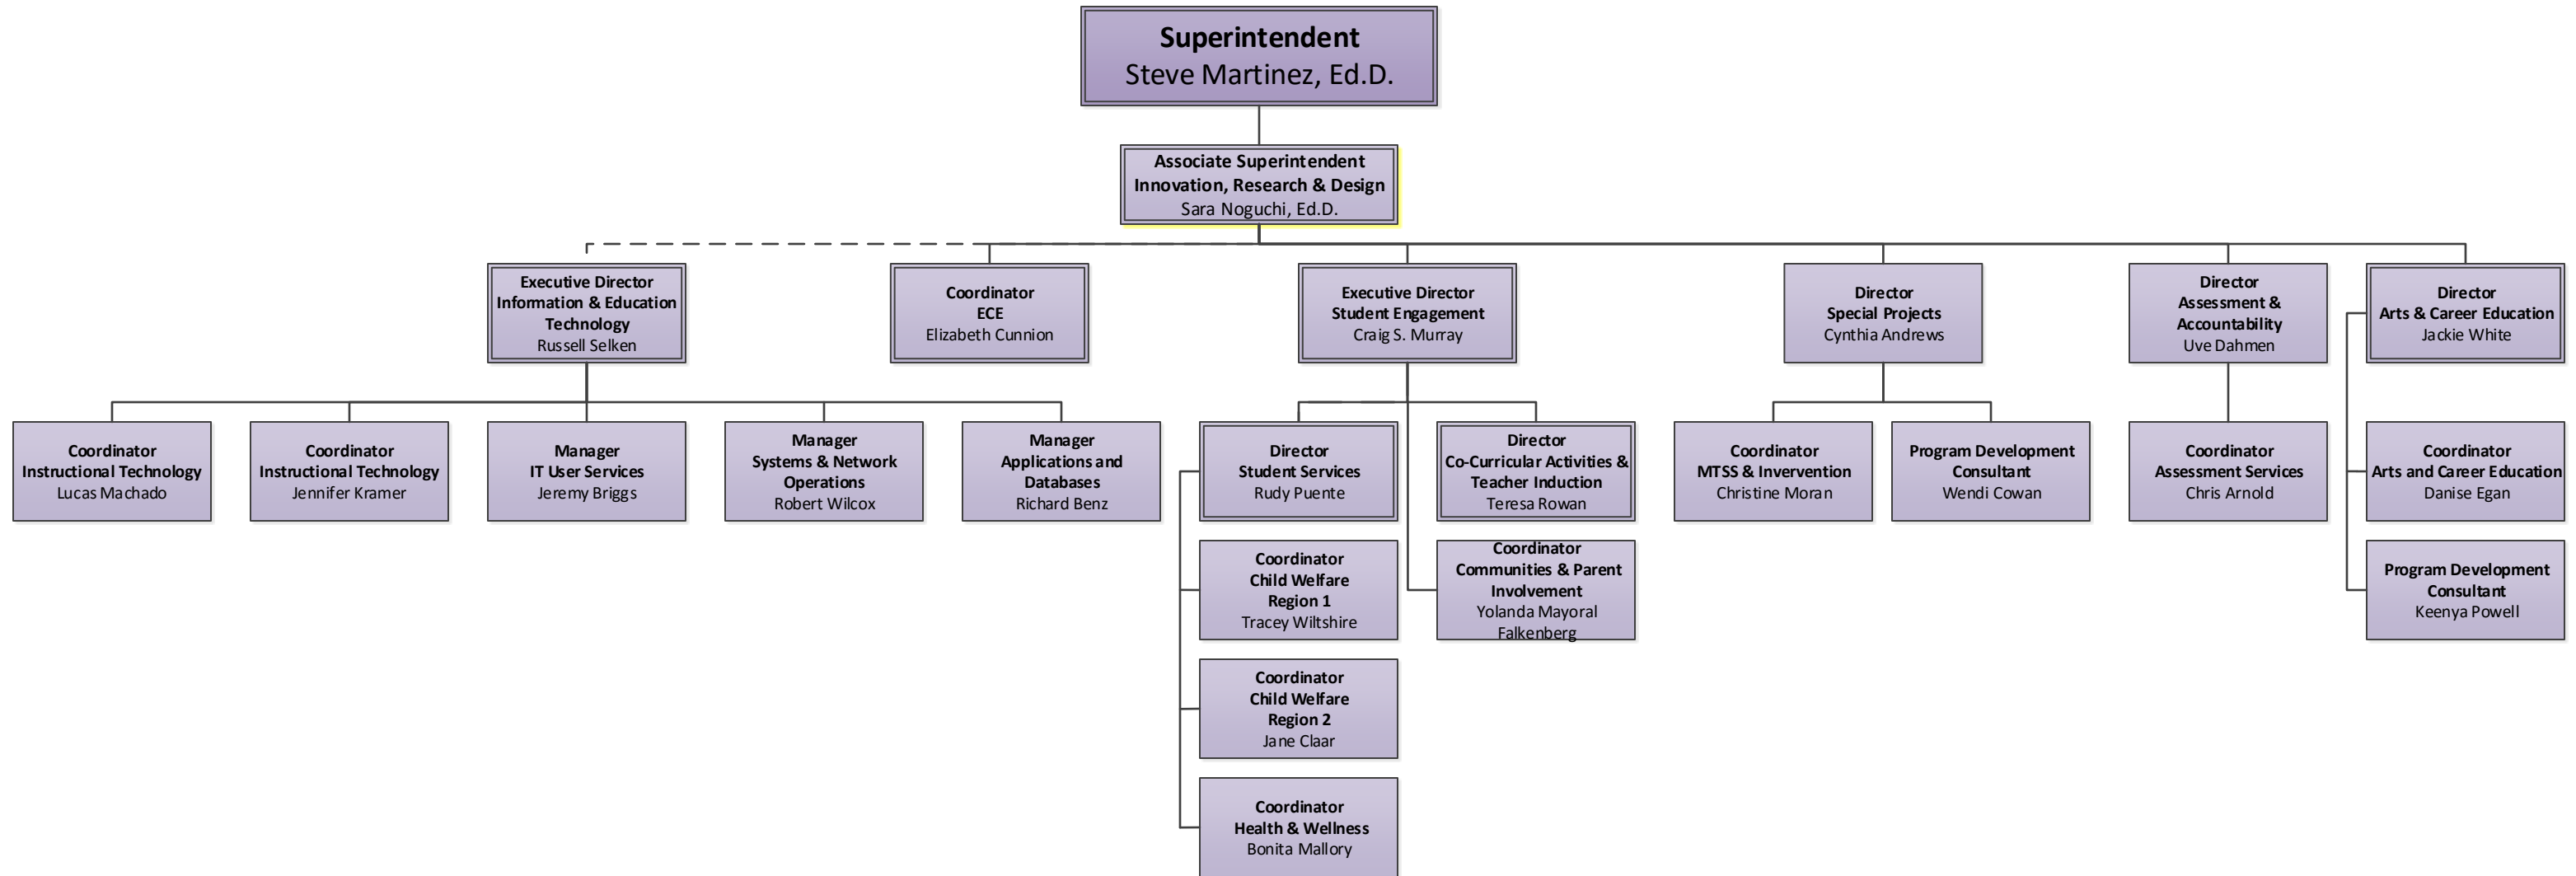 Superintendent
Steve Martinez, Ed.D.
Associate Superintendent
Innovation, Research & Design
Sara Noguchi, Ed.D.
Executive Director
Information & Education
Technology
Russell Selken
Coordinator
ECE
Elizabeth Cunnion
Executive Director
Student Engagement
Craig S. Murray
Director
Special Projects
Cynthia Andrews
Director
Assessment &
Accountability
Uve Dahmen
Director
Arts & Career Education
Jackie White
Coordinator
Instructional Technology
Lucas Machado
Coordinator
Instructional Technology
Jennifer Kramer
Manager
IT User Services
Jeremy Briggs
Manager
Systems & Network
Operations
Robert Wilcox
Manager
Applications and
Databases
Richard Benz
Director
Student Services
Rudy Puente
Director
Co-Curricular Activities &
Teacher Induction
Teresa Rowan
Coordinator
MTSS & Invervention
Christine Moran
Program Development
Consultant
Wendi Cowan
Coordinator
Assessment Services
Chris Arnold
Coordinator
Arts and Career Education
Danise Egan
Coordinator
Child Welfare
Region 1
Tracey Wiltshire
Coordinator
Communities & Parent
Involvement
Yolanda Mayoral
Falkenberg
Program Development
Consultant
Keenya Powell
Coordinator
Child Welfare
Region 2
Jane Claar
Coordinator
Health & Wellness
Bonita Mallory